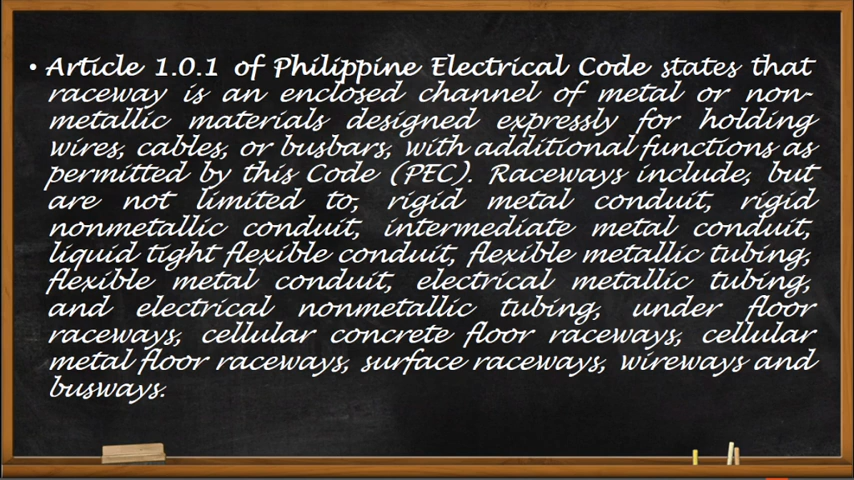 • Article 1.0.1 of Philippine Electrical Code states that
raceway is an enclosed channel of metal or non-
metallic materials designed expressly for holding
wires, cables, or busbars, with additional functions as
permitted by this Code (PEC). Raceways include, but
are not limited to, rigid metal conduit, rigid
nonmetallic conduit, intermediate metal conduit,
liquid tight flexible conduit, flexible metallic tubing,
flexible metal conduit, electrical metallic tubing,
and electrical nonmetallic tubing, under floor
raceways, cellular concrete floor raceways, cellular
metal floor raceways, surface raceways, wireways and
busways.